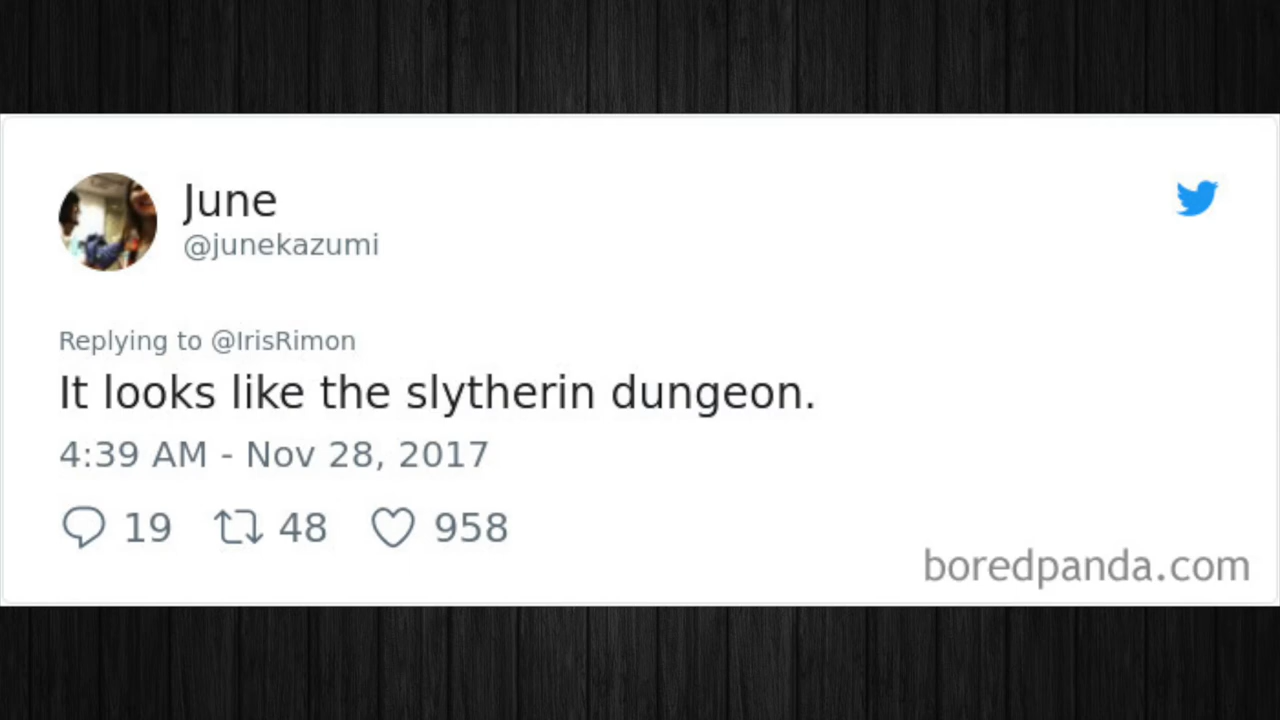 June
@junekazumi
Replying to @IrisRimon
It looks like the slytherin dungeon.
4:39 AM - Nov 28, 2017
19 48 958
boredpanda.com